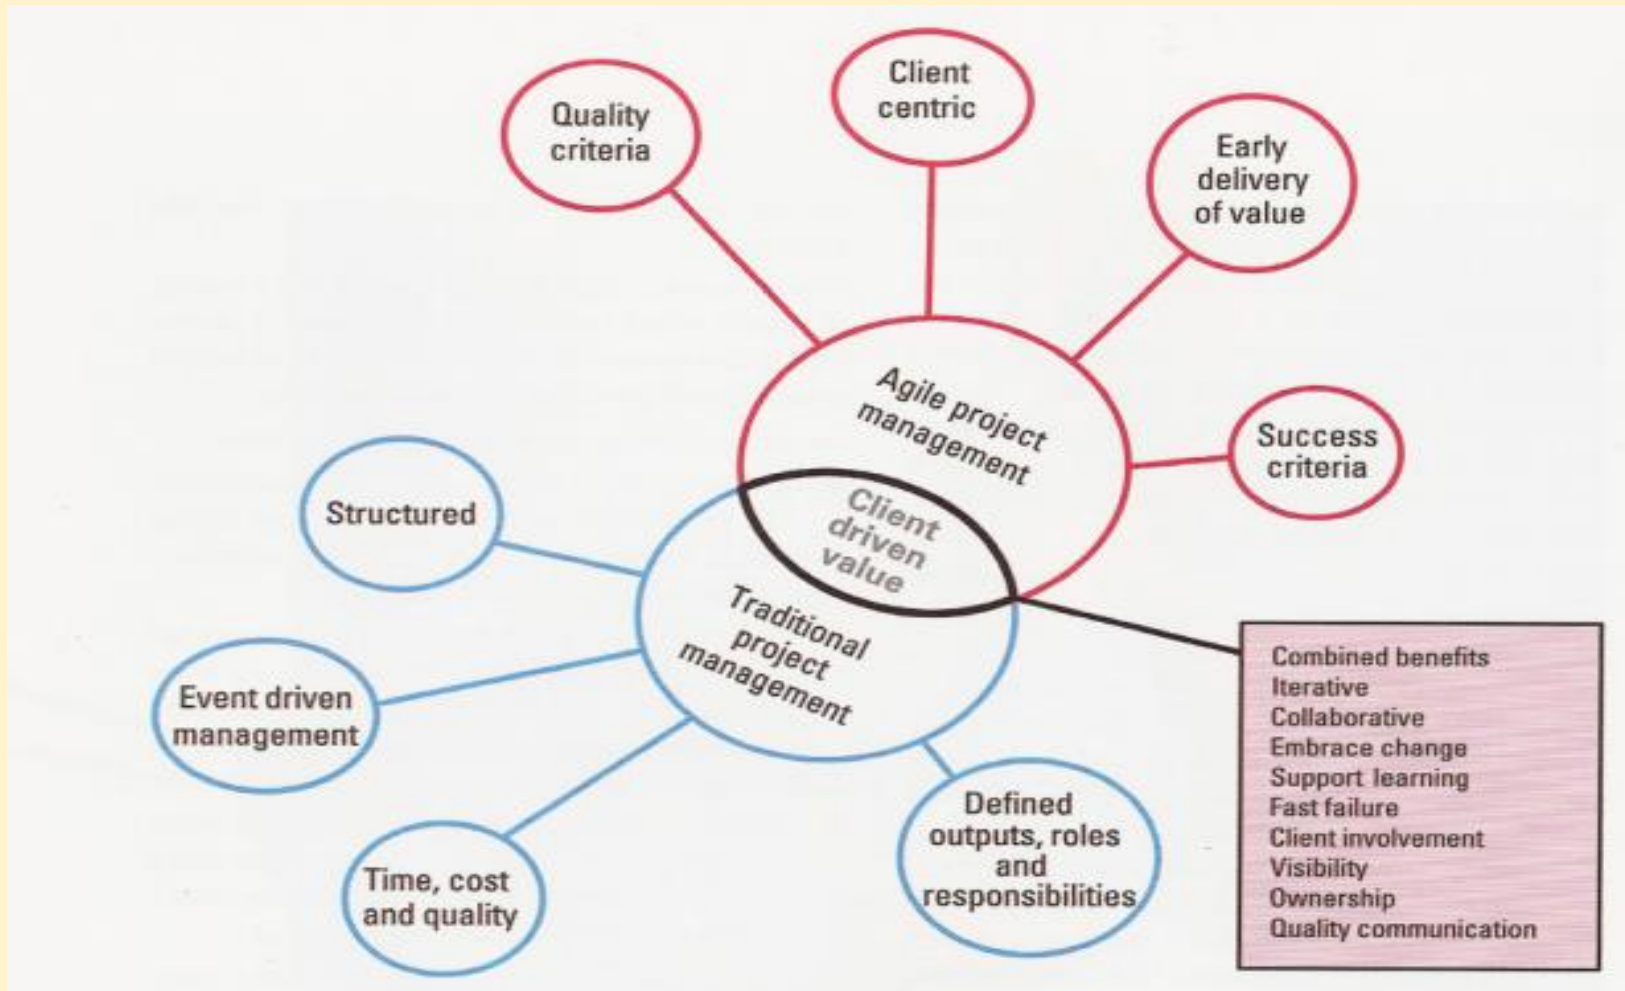 Quality
criteria
Client
centric
Early
delivery
of value
Agile project
management
Success
criteria
Client
driven
value
Structured
Traditional
project
management
Event driven
management
Time, cost
and quality
Defined
outputs, roles
and
responsibilities
Combined benefits
Iterative
Collaborative
Embrace change
Support learning
Fast failure
Client involvement
Visibility
Ownership
Quality communication